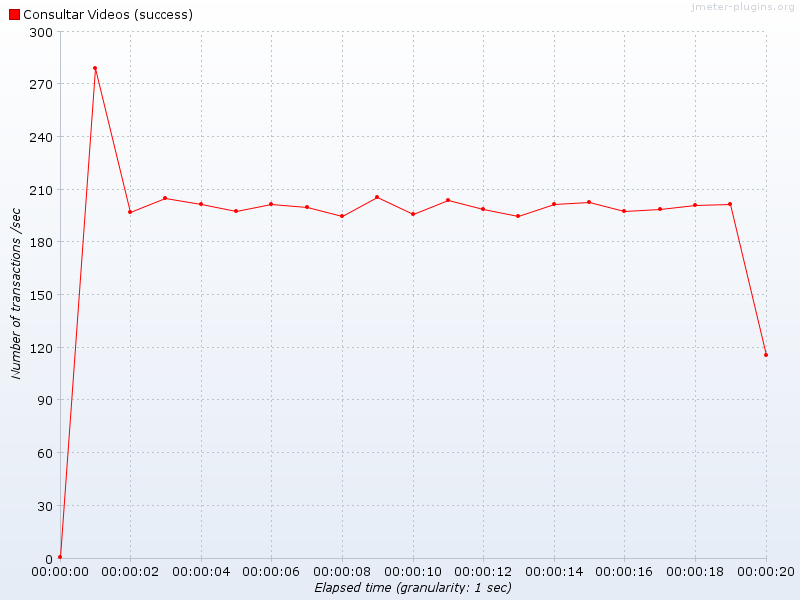 jmeter-plugins.org
Consultar Videos (success)
300
270
240
210
180
150
120
90
60
30
0
Number of transactions /sec
00:00:00 00:00:02 00:00:04 00:00:06 00:00:08 00:00:10 00:00:12 00:00:14 00:00:16 00:00:18 00:00:20
Elapsed time (granularity: 1 sec)